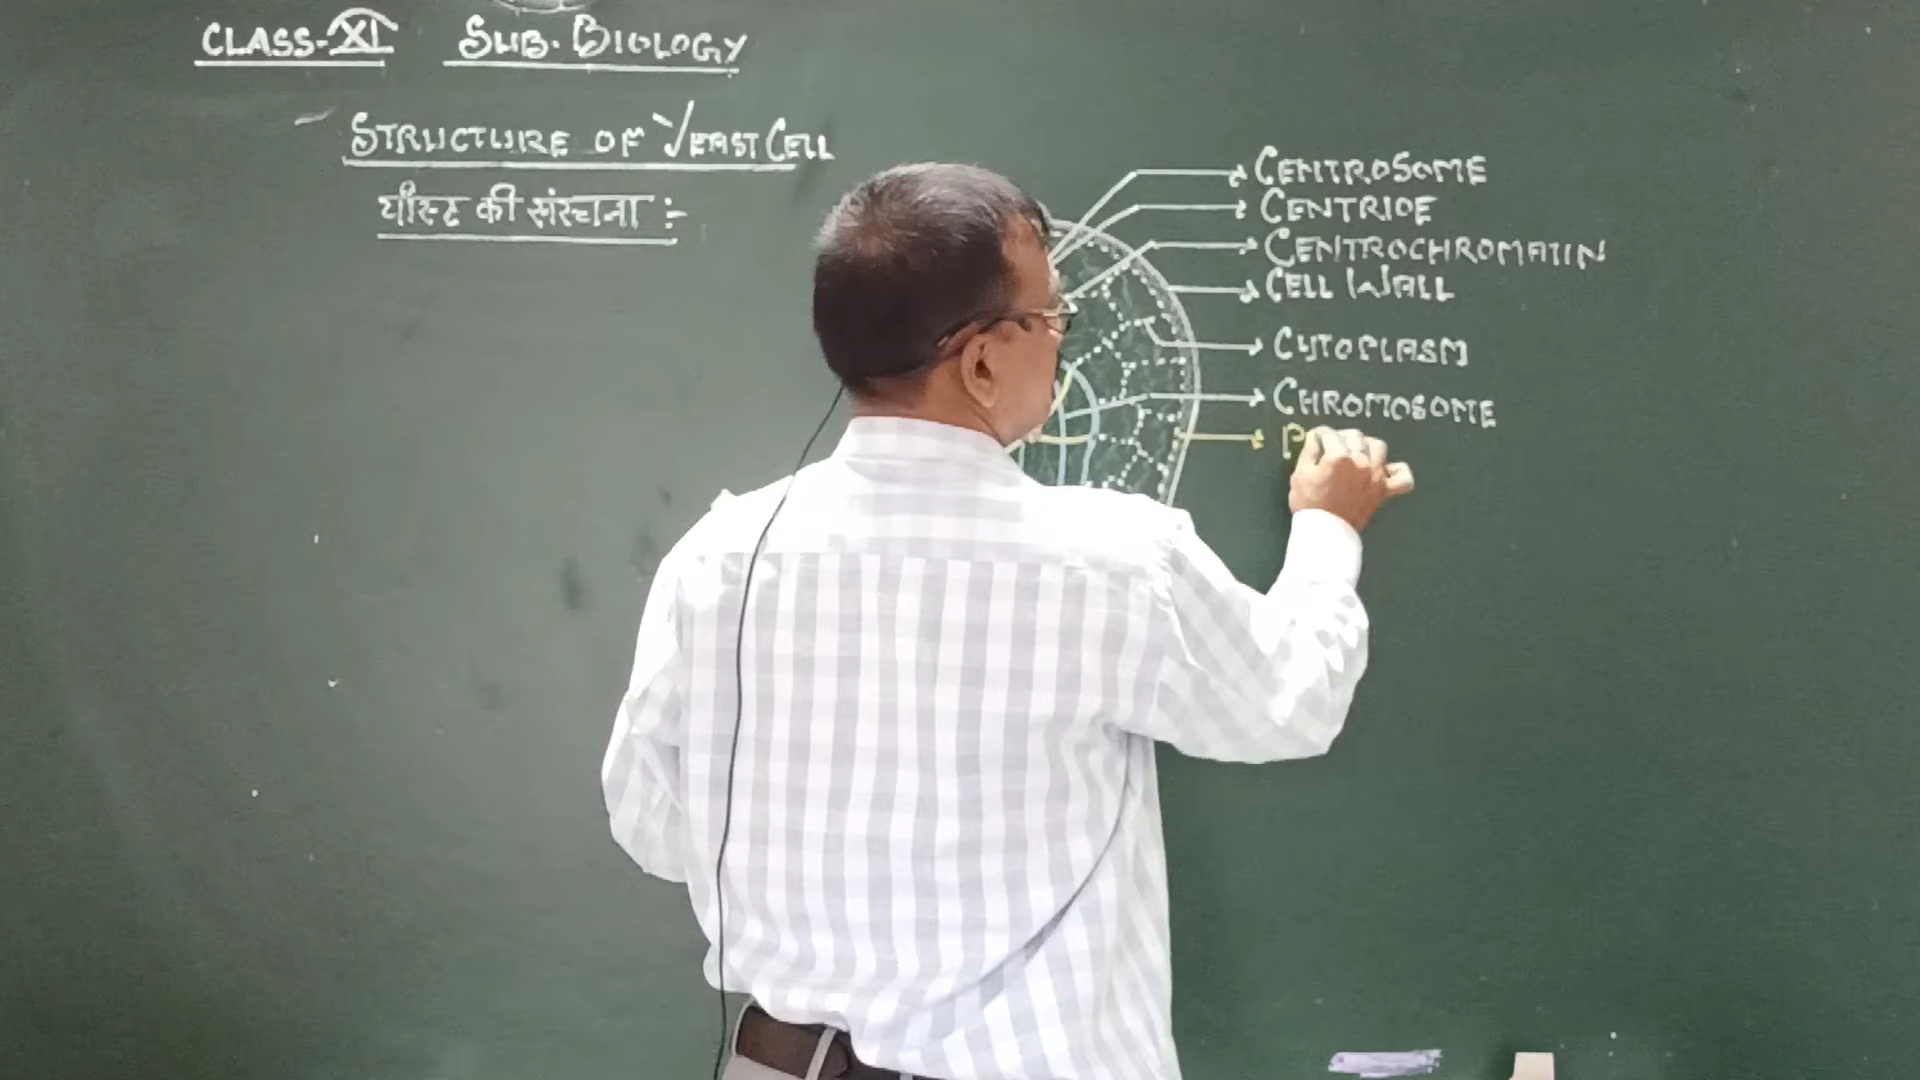 CLASS-XI SUB. BIOLOGY
STRUCTURE OF YEAST CELL
यीस्ट की संरचना :-
CENTROSOME
CENTRIOE
CENTROCHROMATIN
CELL WALL
CYTOPLASM
CHROMOSOME
P